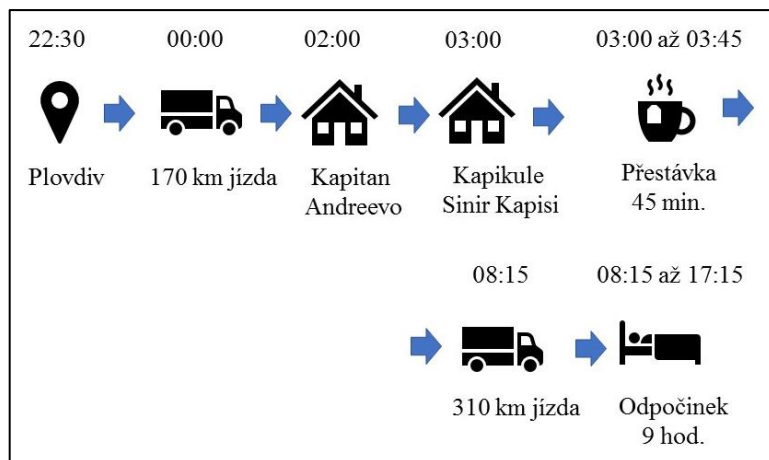 22:30 00:00 02:00 03:00 03:00 až 03:45
Plovdiv 170 km jízda Kapitan Andreevo Kapikule Sinir Kapisi Přestávka 45 min.
08:15 08:15 až 17:15
310 km jízda Odpočinek 9 hod.